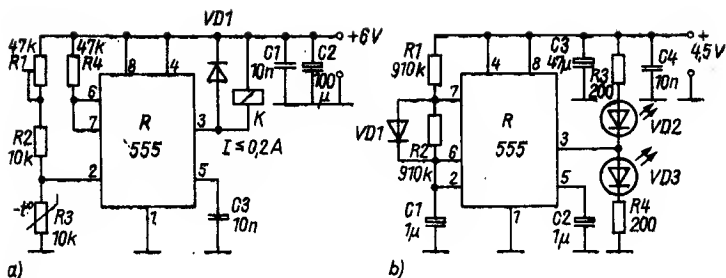 47k
R1
47k
R4
VD1
+6V
8
4
C1
10n
C2
100
μ
6
7
R
555
3
K
I ≤ 0,2A
R2
10k
2
5
-t°
R3
10k
1
C3
10n
a)
R1
910k
4
8
C3
47μ
R3
200
C4
10n
+
4,5V
7
VD1
R2
910k
R
555
VD2
3
6
2
5
VD3
C1
1μ
1
C2
1μ
R4
200
b)